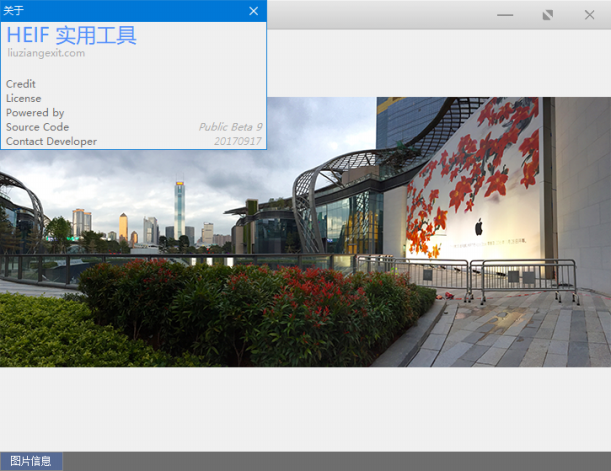 关于
HEIF 实用工具
liuziangexit.com
Credit
License
Powered by
Source Code
Public Beta 9
Contact Developer
20170917
图片信息